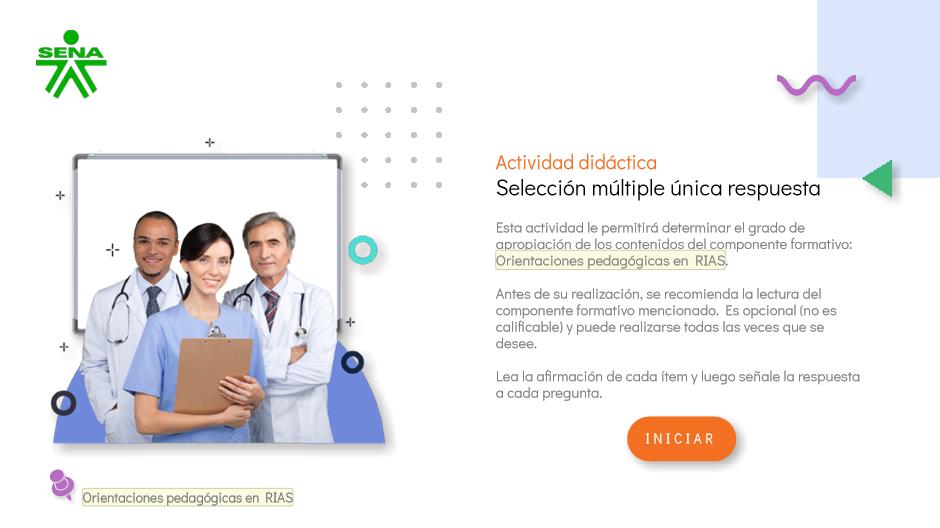 SENA
Actividad didáctica
Selección múltiple única respuesta
Esta actividad le permitirá determinar el grado de
apropiación de los contenidos del componente formativo:
Orientaciones pedagógicas en RIAS.
Antes de su realización, se recomienda la lectura del
componente formativo mencionado. Es opcional (no es
calificable) y puede realizarse todas las veces que se
desee.
Lea la afirmación de cada ítem y luego señale la respuesta
a cada pregunta.
INICIAR
Orientaciones pedagógicas en RIAS